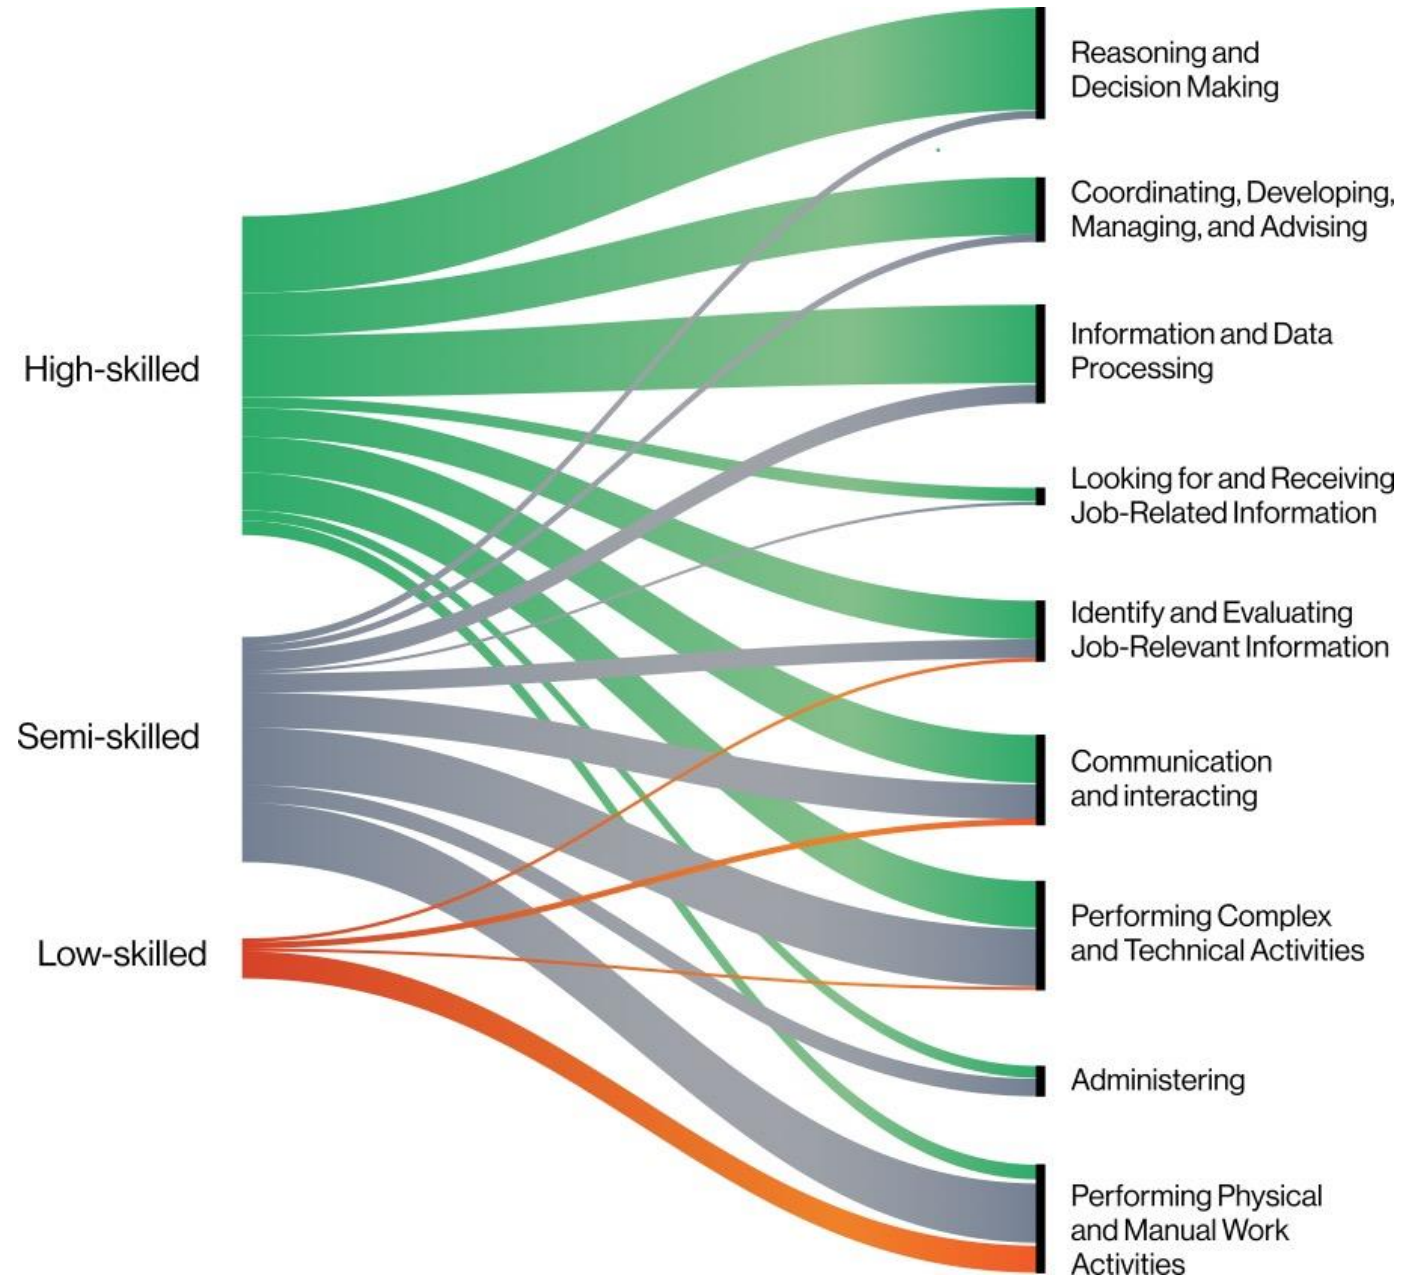 High-skilled
Semi-skilled
Low-skilled
Reasoning and
Decision Making
Coordinating, Developing,
Managing, and Advising
Information and Data
Processing
Looking for and Receiving
Job-Related Information
Identify and Evaluating
Job-Relevant Information
Communication
and interacting
Performing Complex
and Technical Activities
Administering
Performing Physical
and Manual Work
Activities